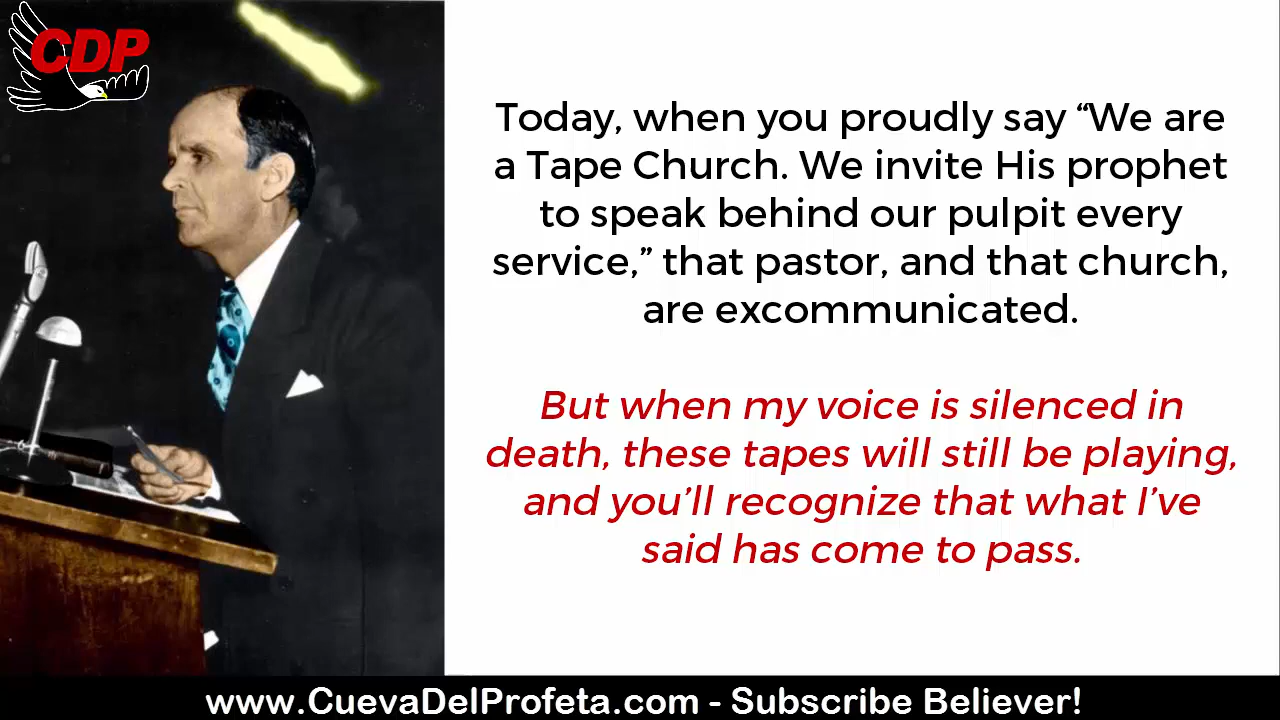 CDP
Today, when you proudly say “We are
a Tape Church. We invite His prophet
to speak behind our pulpit every
service,” that pastor, and that church,
are excommunicated.
But when my voice is silenced in
death, these tapes will still be playing,
and you’ll recognize that what I’ve
said has come to pass.
www.CuevaDelProfeta.com - Subscribe Believer!